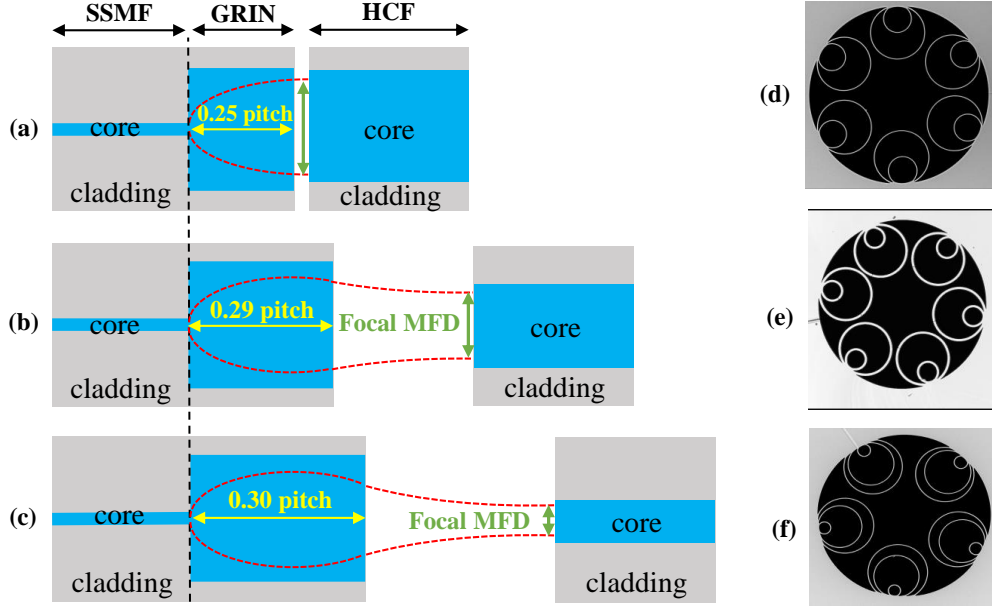 SSMF GRIN HCF
(a) core 0.25 pitch core
cladding cladding
(b) core 0.29 pitch Focal MFD core
cladding cladding
(c) core 0.30 pitch Focal MFD core
cladding cladding
(d)
(e)
(f)